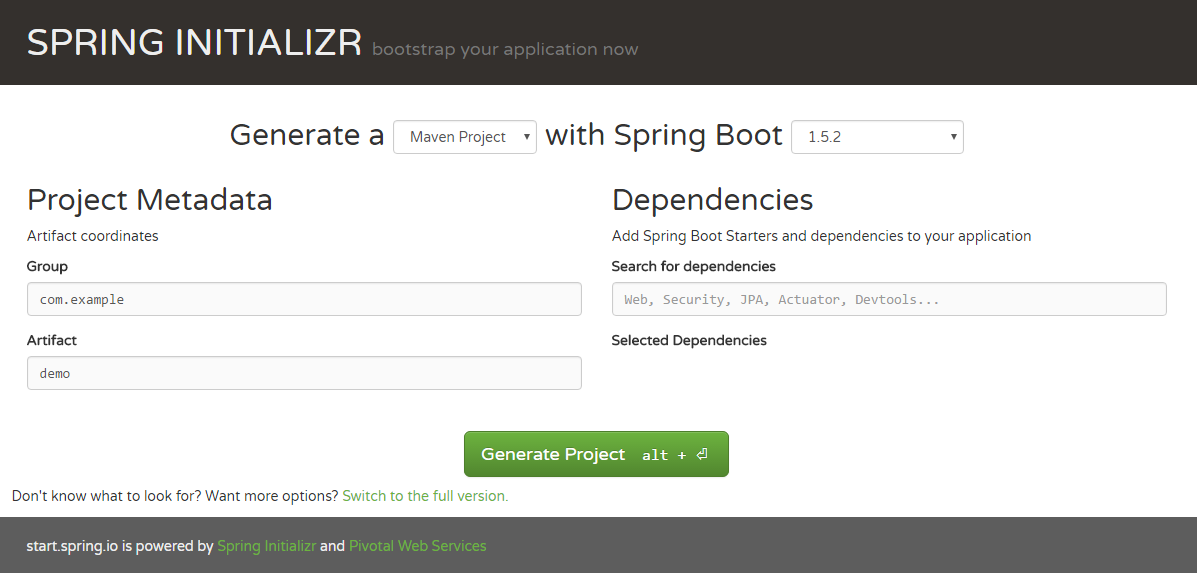 SPRING INITIALIZR bootstrap your application now
Generate a Maven Project with Spring Boot 1.5.2
Project Metadata
Artifact coordinates
Group
com.example
Artifact
demo
Dependencies
Add Spring Boot Starters and dependencies to your application
Search for dependencies
Web, Security, JPA, Actuator, Devtools...
Selected Dependencies
Generate Project alt + ⏎
Don't know what to look for? Want more options? Switch to the full version.
start.spring.io is powered by Spring Initializr and Pivotal Web Services